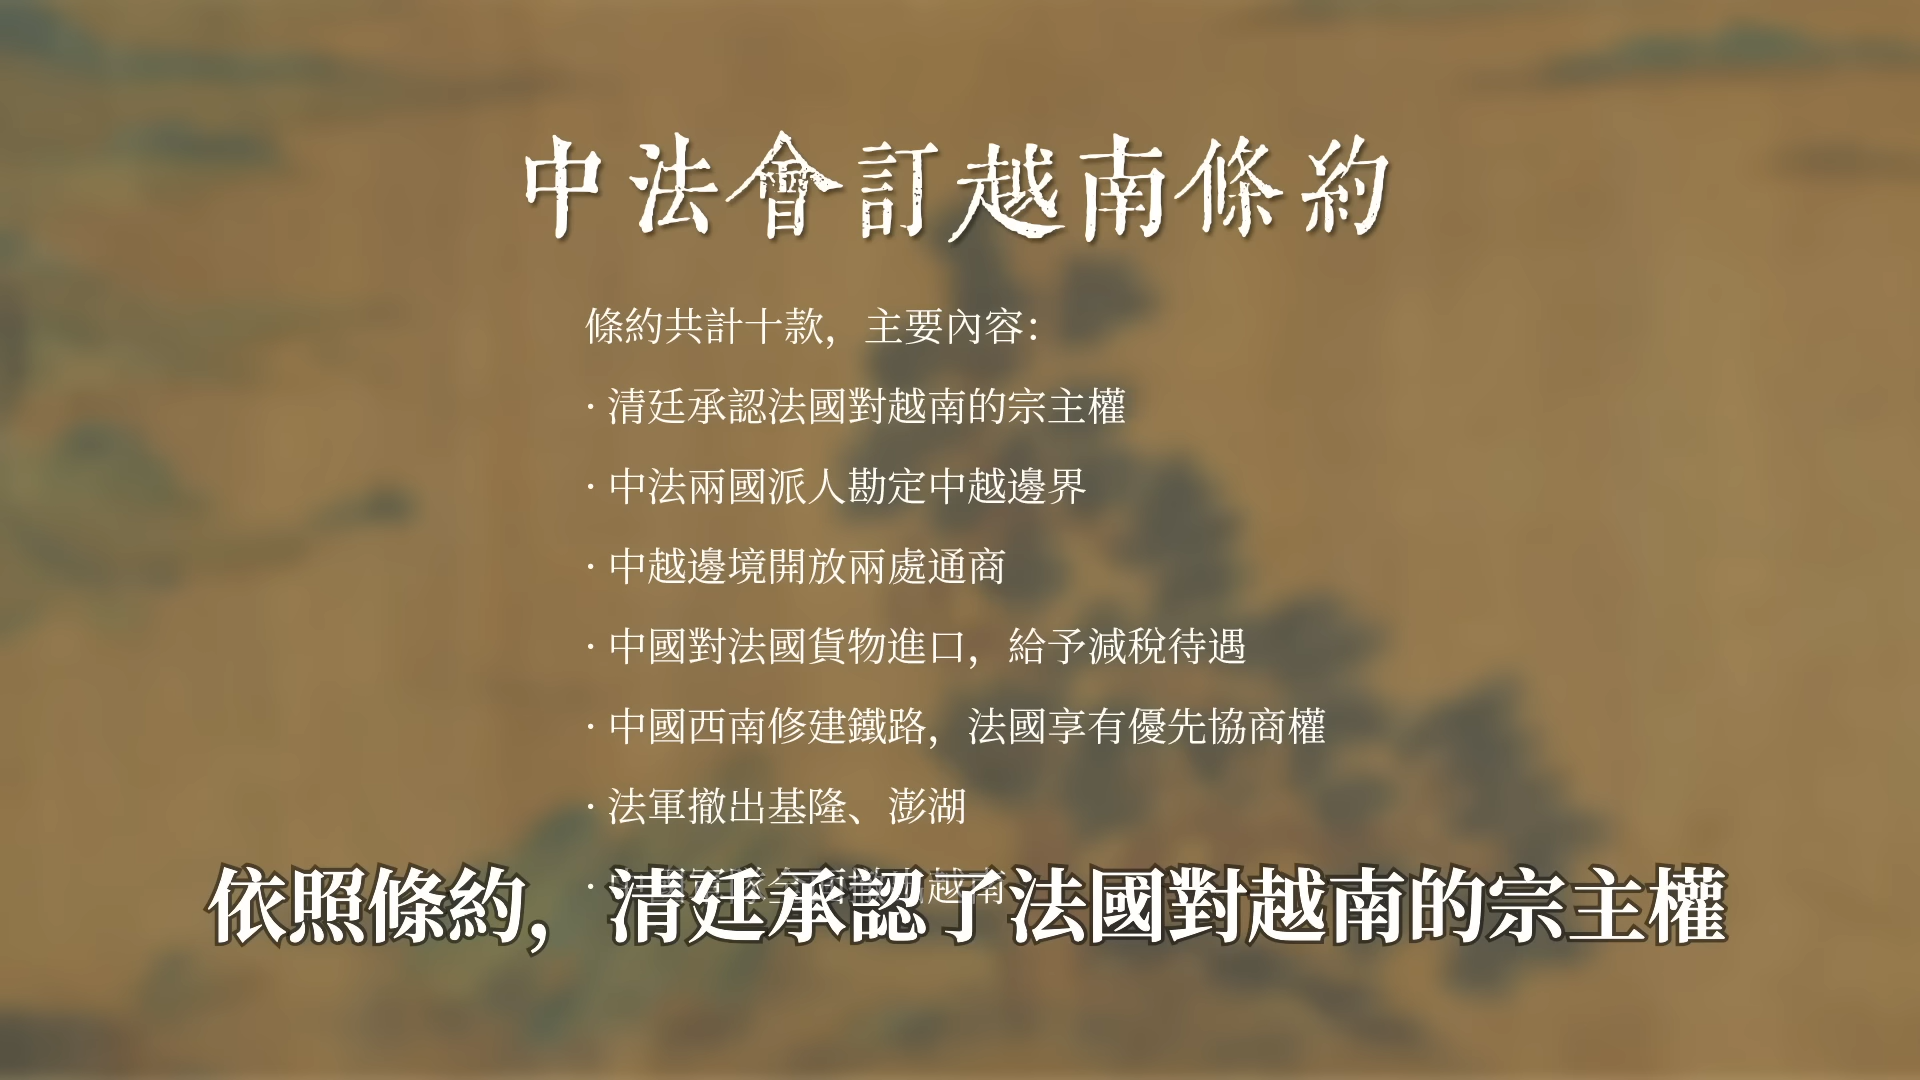 中法會訂越南條約
條約共計十款，主要內容：
· 清廷承認法國對越南的宗主權
· 中法兩國派人勘定中越邊界
· 中越邊境開放兩處通商
· 中國對法國貨物進口，給予減稅待遇
· 中國西南修建鐵路，法國享有優先協商權
· 法軍撤出基隆、澎湖
越南
依照條約，清廷承認了法國對越南的宗主權